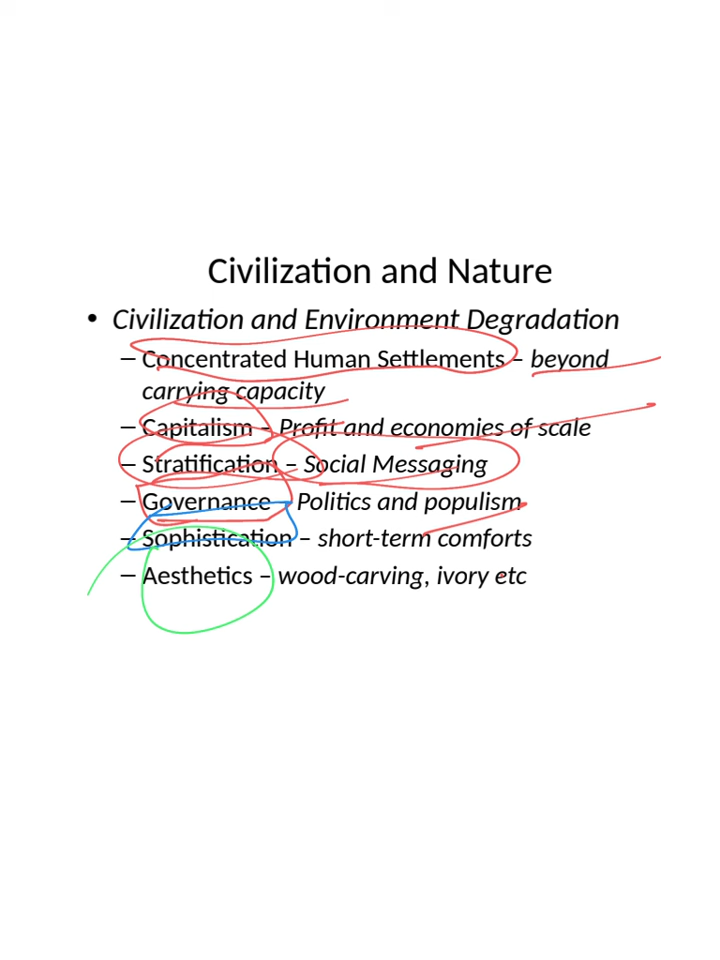 Civilization and Nature
• Civilization and Environment Degradation
– Concentrated Human Settlements – beyond
carrying capacity
– Capitalism – Profit and economies of scale
– Stratification – Social Messaging
– Governance – Politics and populism
– Sophistication – short-term comforts
– Aesthetics – wood-carving, ivory etc